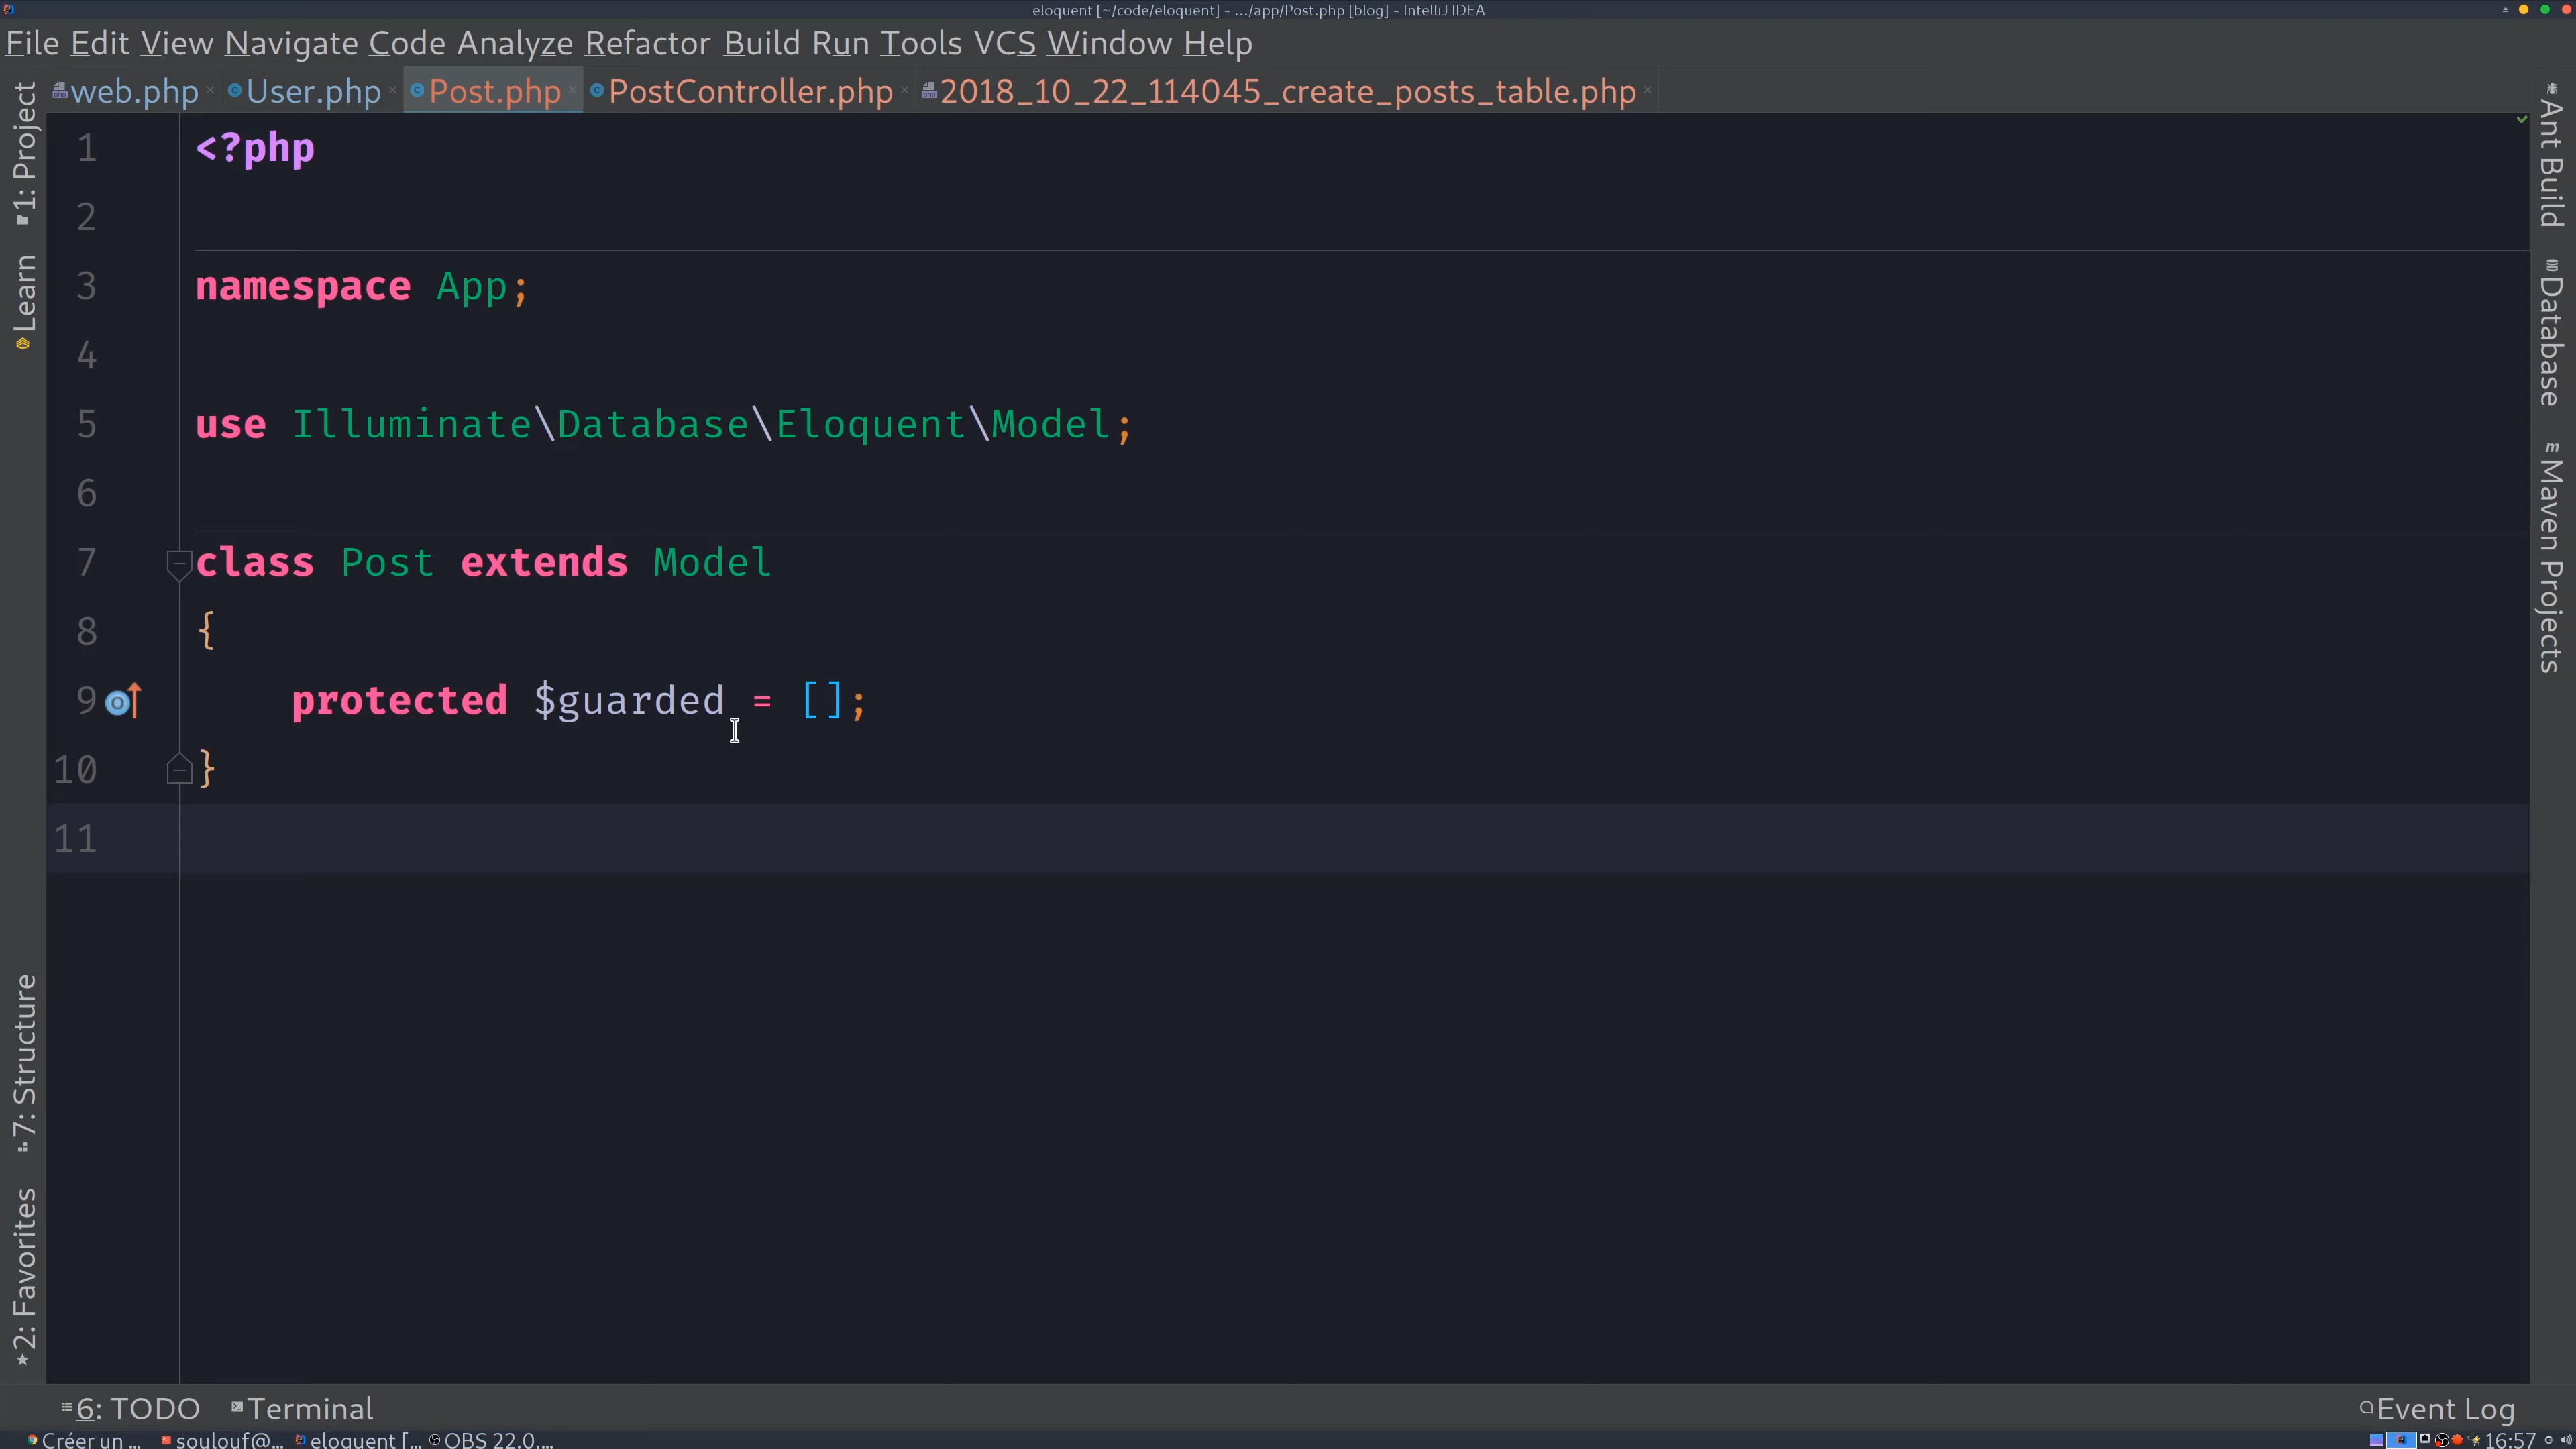 eloquent [~/code/eloquent] - .../app/Post.php [blog] - IntelliJ IDEA
File Edit View Navigate Code Analyze Refactor Build Run Tools VCS Window Help
web.php User.php Post.php PostController.php 2018_10_22_114045_create_posts_table.php
1: Project
Learn
7: Structure
2: Favorites
1 <?php
2
3 namespace App;
4
5 use Illuminate\Database\Eloquent\Model;
6
7 class Post extends Model
8 {
9     protected $guarded = [];
10 }
11
Ant Build
Database
Maven Projects
6: TODO Terminal Event Log
Créer un ... soulouf@... eloquent [... OBS 22.0.... 16:57